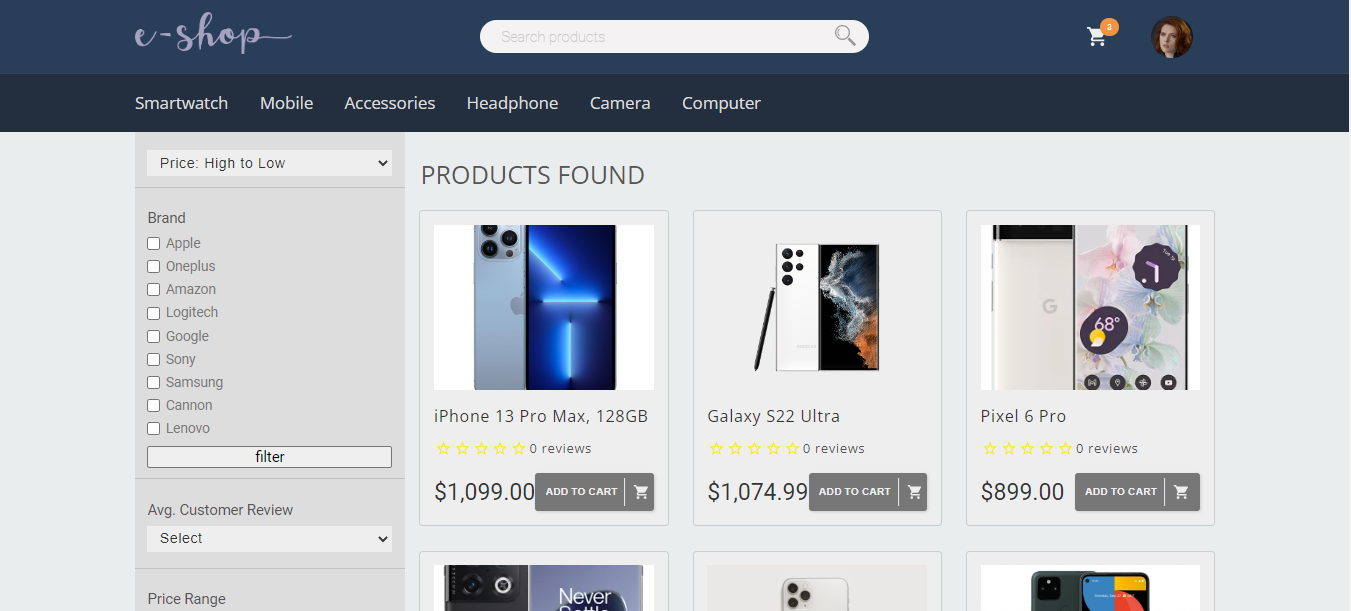 e-shop
Search products
3
Smartwatch Mobile Accessories Headphone Camera Computer
Price: High to Low
PRODUCTS FOUND
Brand
Apple
Oneplus
Amazon
Logitech
Google
Sony
Samsung
Cannon
Lenovo
filter
Avg. Customer Review
Select
Price Range
G
68°
iPhone 13 Pro Max, 128GB
0 reviews
$1,099.00 ADD TO CART
Galaxy S22 Ultra
0 reviews
$1,074.99 ADD TO CART
Pixel 6 Pro
0 reviews
$899.00 ADD TO CART
Never